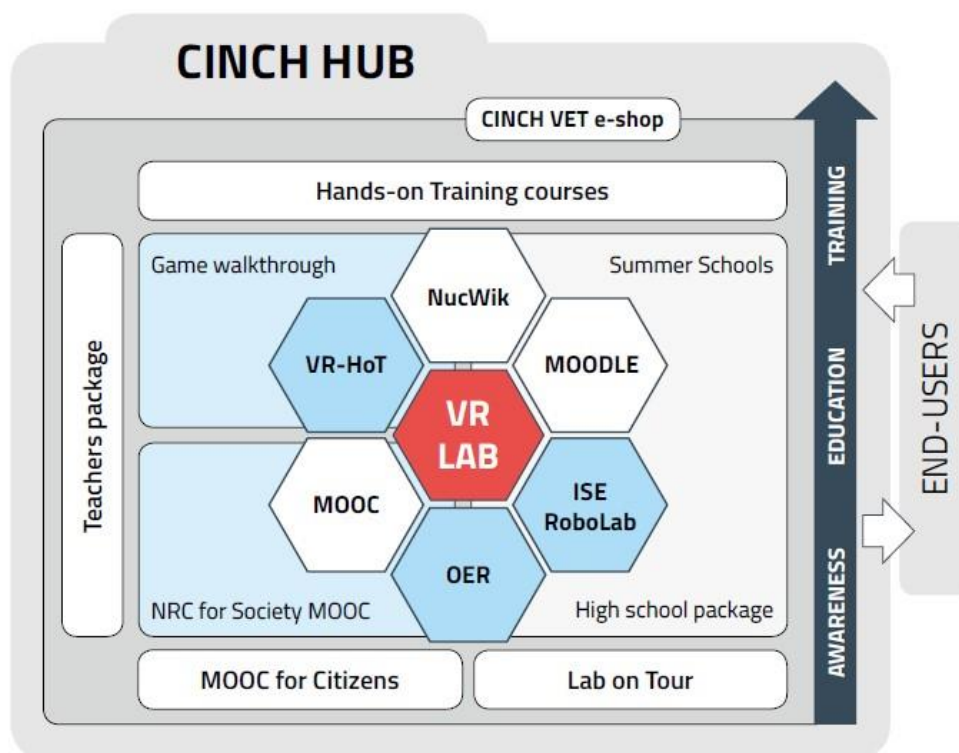 CINCH HUB
CINCH VET e-shop
Hands-on Training courses
Game walkthrough
Summer Schools
NucWik
VR-HoT
MOODLE
VR
LAB
MOOC
ISE
RoboLab
OER
NRC for Society MOOC
High school package
Teachers package
MOOC for Citizens
Lab on Tour
TRAINING
EDUCATION
AWARENESS
END-USERS